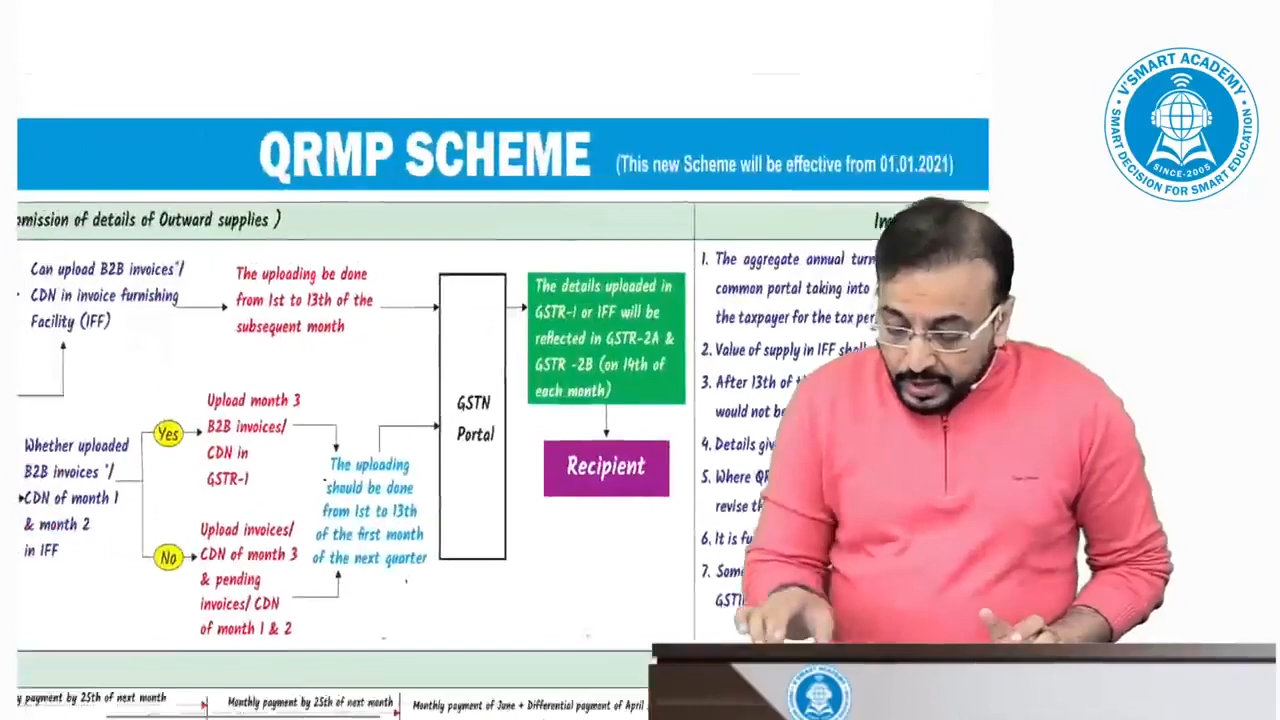 QRMP SCHEME (This new Scheme will be effective from 01.01.2021)
V'SMART ACADEMY
SMART DECISION FOR SMART EDUCATION
SINCE-2005
of details of Outward supplies )
Can upload B2B invoices*/
CDN in invoice furnishing
Facility (IFF)
The uploading be done
from 1st to 13th of the
subsequent month
GSTN
Portal
The details uploaded in
GSTR-1 or IFF will be
reflected in GSTR-2A &
GSTR -2B (on 14th of
each month)
Recipient
Whether uploaded
B2B invoices */
CDN of month 1
& month 2
in IFF
Yes
Upload month 3
B2B invoices/
CDN in
GSTR-1
No
Upload invoices/
CDN of month 3
& pending
invoices/ CDN
of month 1 & 2
The uploading
should be done
from 1st to 13th
of the first month
of the next quarter
1. The aggregate annual
common portal taking into
the taxpayer for the tax
2. Value of supply in IFF
3. After 13th of
would not be
4. Details
5. Where
revise
6. It is
7.
payment by 25th of next month
Monthly payment by 25th of next month
Monthly payment of June + Differential payment of April
V'SMART ACADEMY